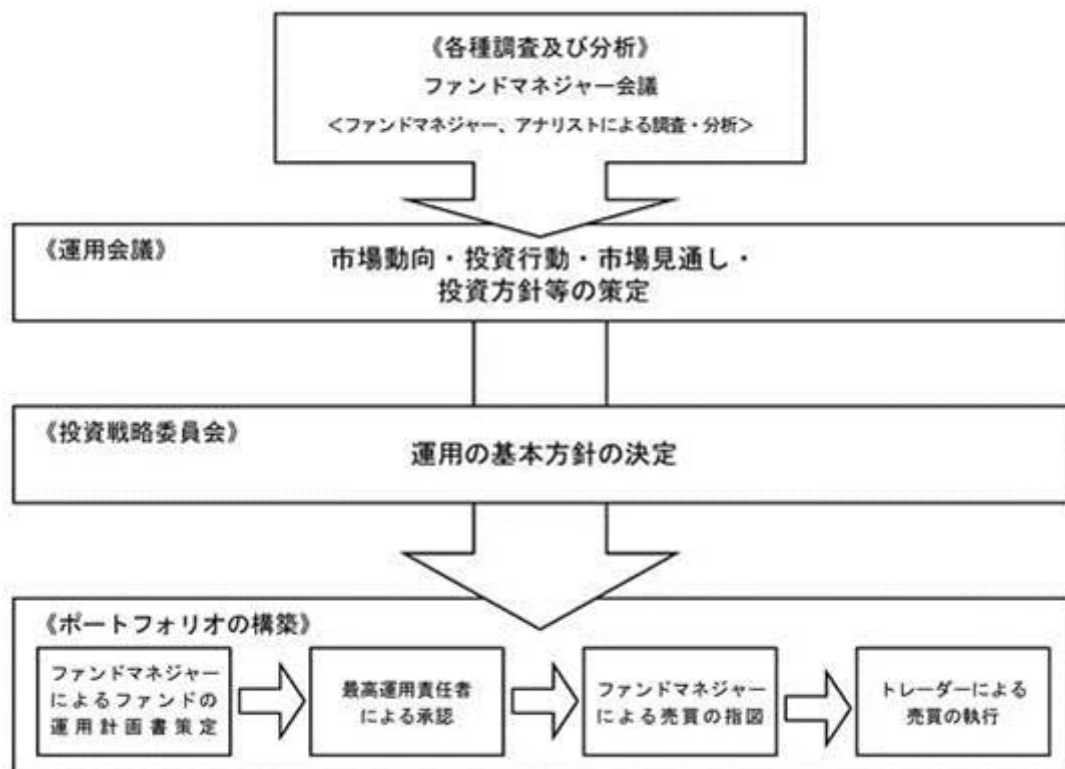 《各種調査及び分析》
ファンドマネジャー会議
<ファンドマネジャー、アナリストによる調査・分析>
《運用会議》
市場動向・投資行動・市場見通し・
投資方針等の策定
《投資戦略委員会》
運用の基本方針の決定
《ポートフォリオの構築》
ファンドマネジャー
によるファンドの
運用計画書策定
最高運用責任者
による承認
ファンドマネジャー
による売買の指図
トレーダーによる
売買の執行